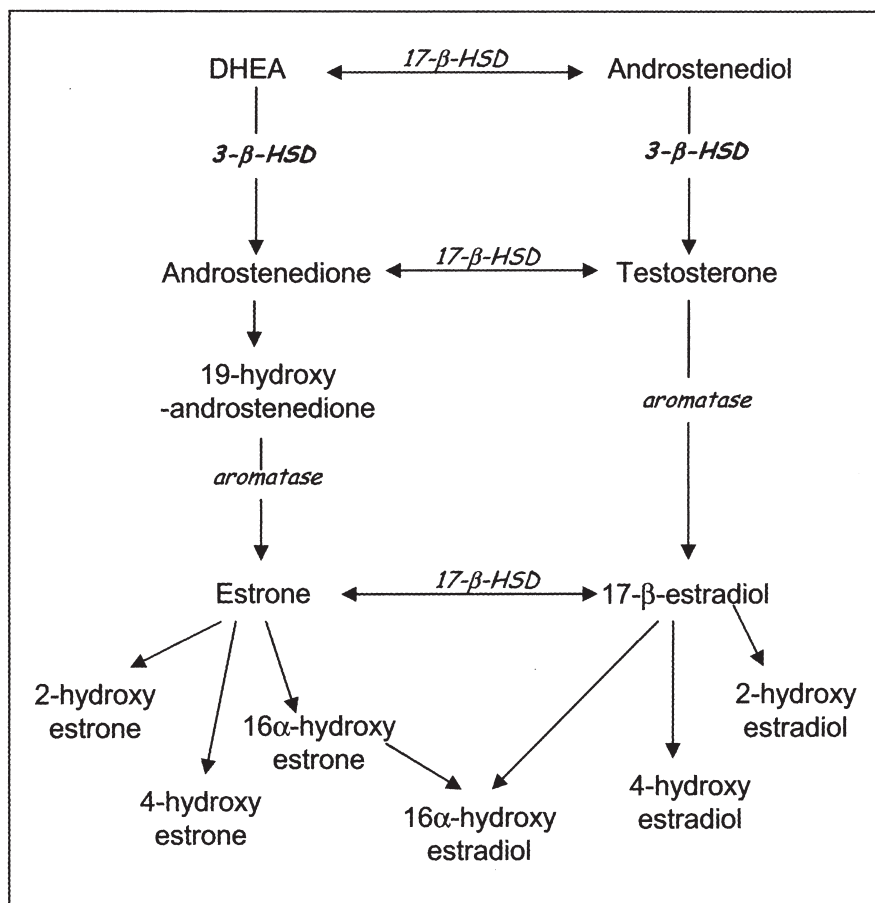 DHEA
17-β-HSD
Androstenediol
3-β-HSD
3-β-HSD
Androstenedione
17-β-HSD
Testosterone
19-hydroxy
-androstenedione
aromatase
aromatase
Estrone
17-β-HSD
17-β-estradiol
2-hydroxy
estrone
16α-hydroxy
estrone
2-hydroxy
estradiol
4-hydroxy
estrone
16α-hydroxy
estradiol
4-hydroxy
estradiol